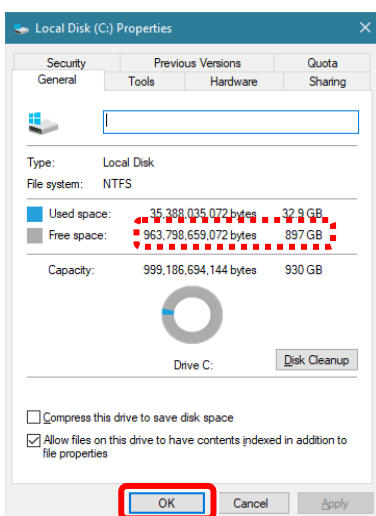 Local Disk (C:) Properties
Security Previous Versions Quota
General Tools Hardware Sharing
Type: Local Disk
File system: NTFS
Used space: 35,388,035,072 bytes 32.9 GB
Free space: 963,798,659,072 bytes 897 GB
Capacity: 999,186,694,144 bytes 930 GB
Drive C: Disk Cleanup
Compress this drive to save disk space
Allow files on this drive to have contents indexed in addition to
file properties
OK Cancel Apply